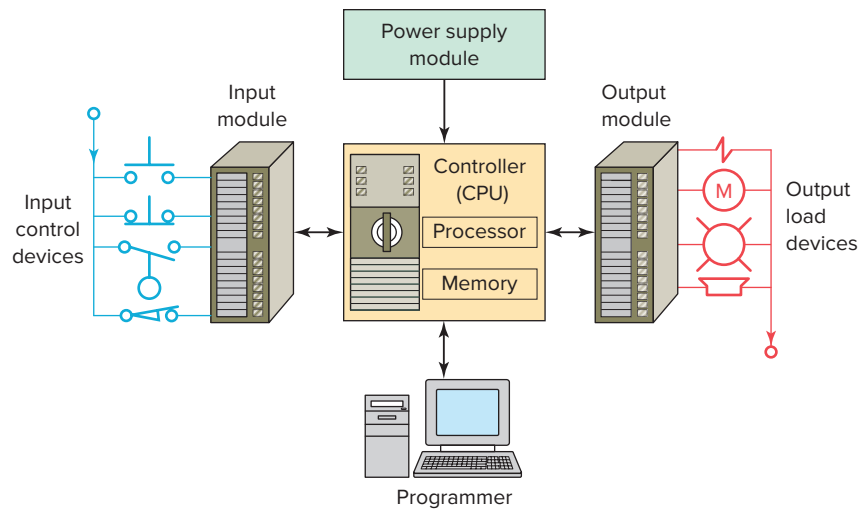 Power supply
module
Input
module
Output
module
Controller
(CPU)
Processor
Memory
Input
control
devices
M
Output
load
devices
Programmer